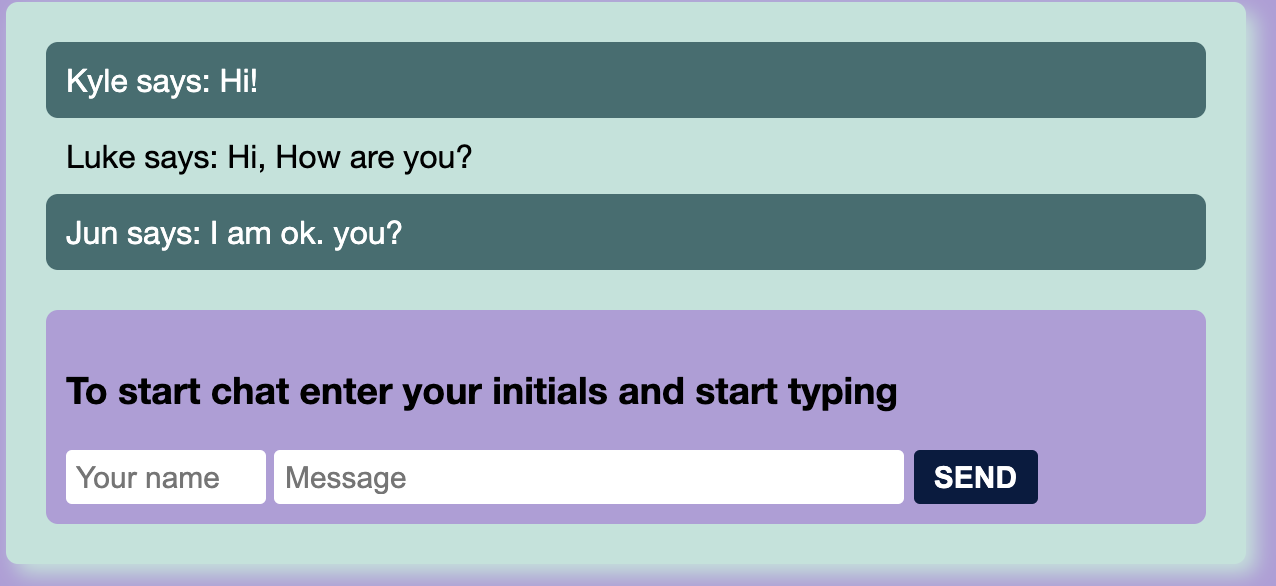 Kyle says: Hi!
Luke says: Hi, How are you?
Jun says: I am ok. you?
To start chat enter your initials and start typing
Your name Message SEND